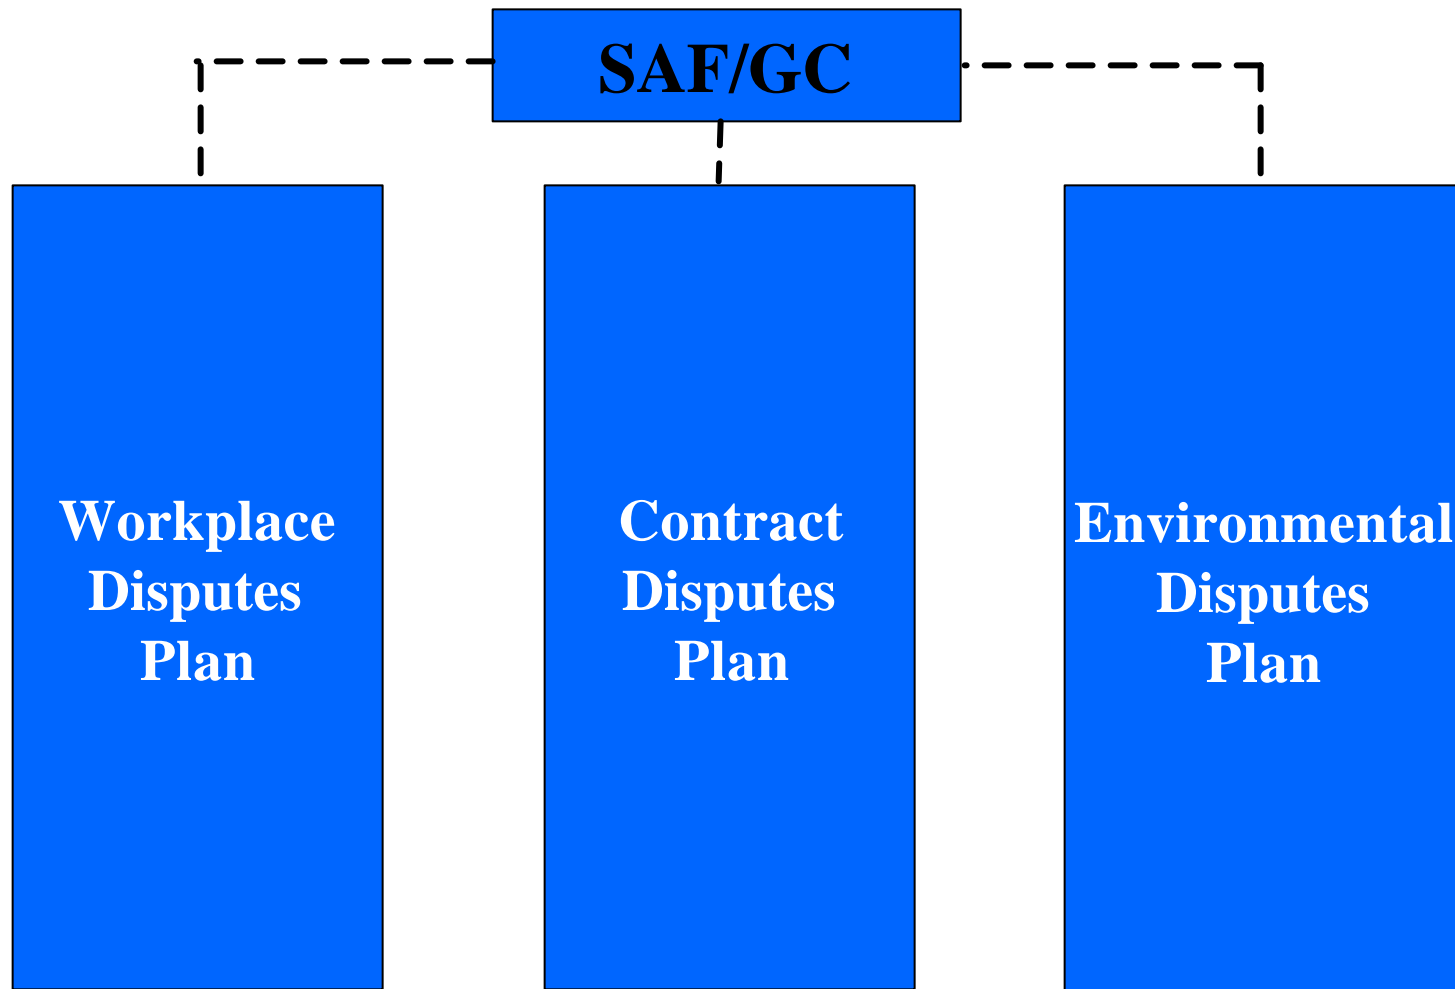 SAF/GC
Workplace
Disputes
Plan
Contract
Disputes
Plan
Environmental
Disputes
Plan